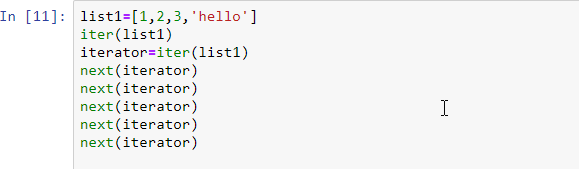 In [11]: list1=[1,2,3,'hello']
iter(list1)
iterator=iter(list1)
next(iterator)
next(iterator)
next(iterator)
next(iterator)
next(iterator)